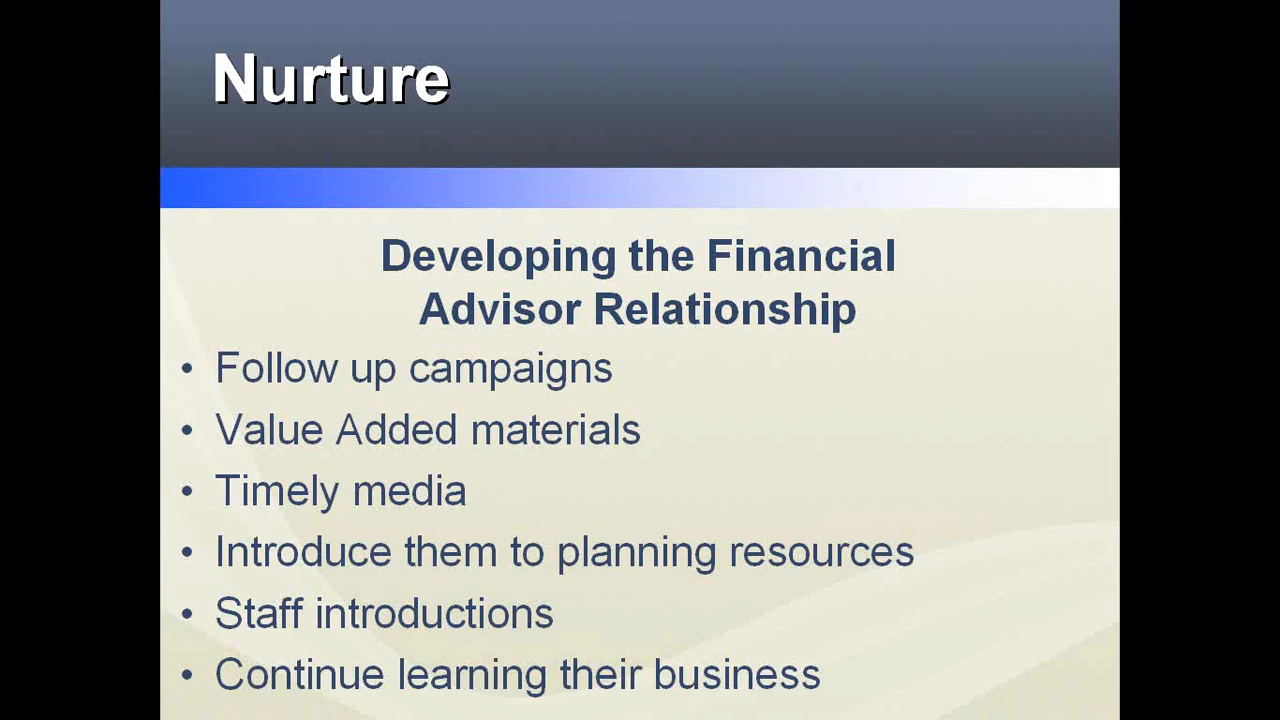 Nurture
Developing the Financial
Advisor Relationship
• Follow up campaigns
• Value Added materials
• Timely media
• Introduce them to planning resources
• Staff introductions
• Continue learning their business